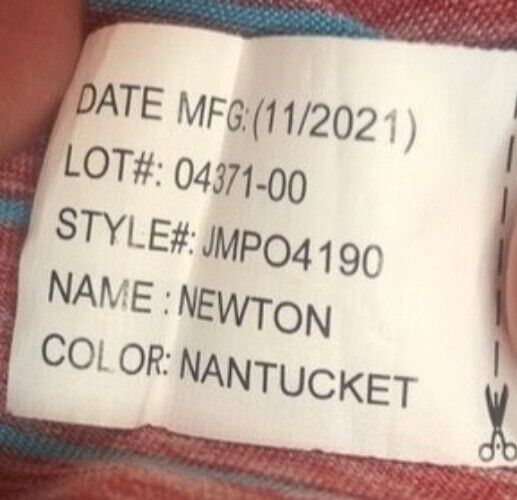 DATE MFG:(11/2021)
LOT#: 04371-00
STYLE#: JMPO4190
NAME : NEWTON
COLOR: NANTUCKET